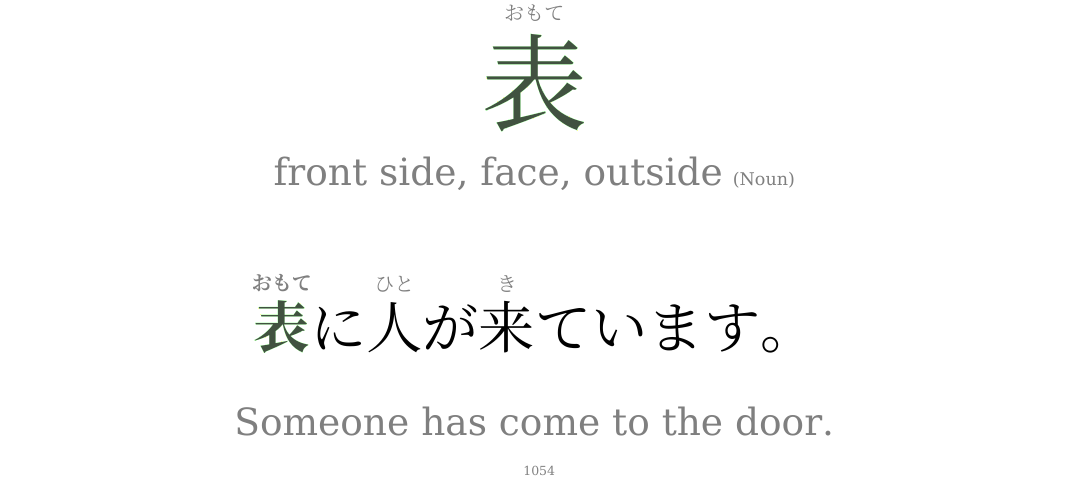 おもて
表
front side, face, outside (Noun)
おもて ひと き
表に人が来ています。
Someone has come to the door.
1054